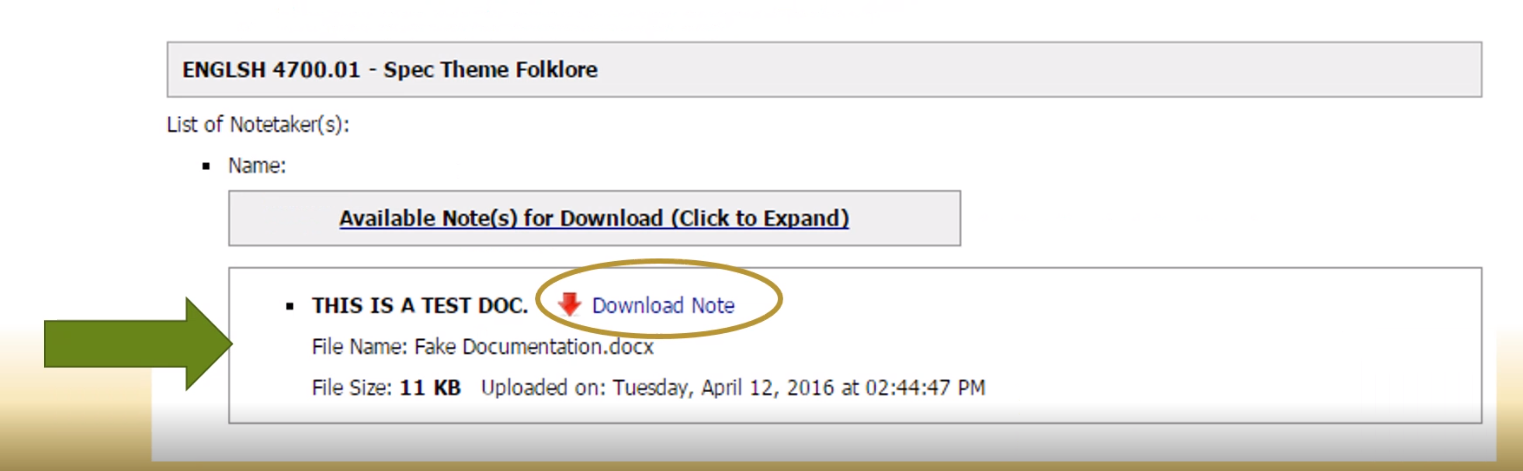 ENGLSH 4700.01 - Spec Theme Folklore
List of Notetaker(s):
Name:
Available Note(s) for Download (Click to Expand)
THIS IS A TEST DOC. Download Note
File Name: Fake Documentation.docx
File Size: 11 KB Uploaded on: Tuesday, April 12, 2016 at 02:44:47 PM